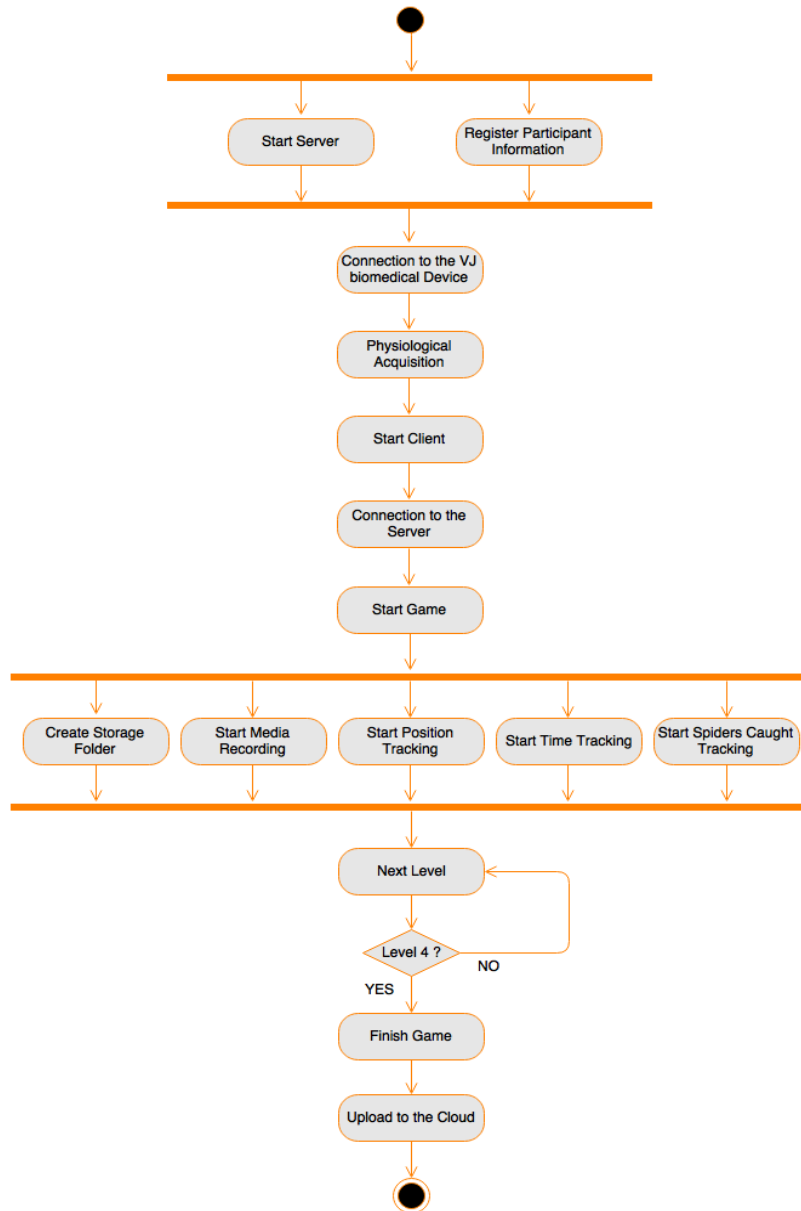 Start Server
Register Participant
Information
Connection to the VJ
biomedical Device
Physiological
Acquisition
Start Client
Connection to the
Server
Start Game
Create Storage
Folder
Start Media
Recording
Start Position
Tracking
Start Time Tracking
Start Spiders Caught
Tracking
Next Level
Level 4 ?
NO
YES
Finish Game
Upload to the Cloud